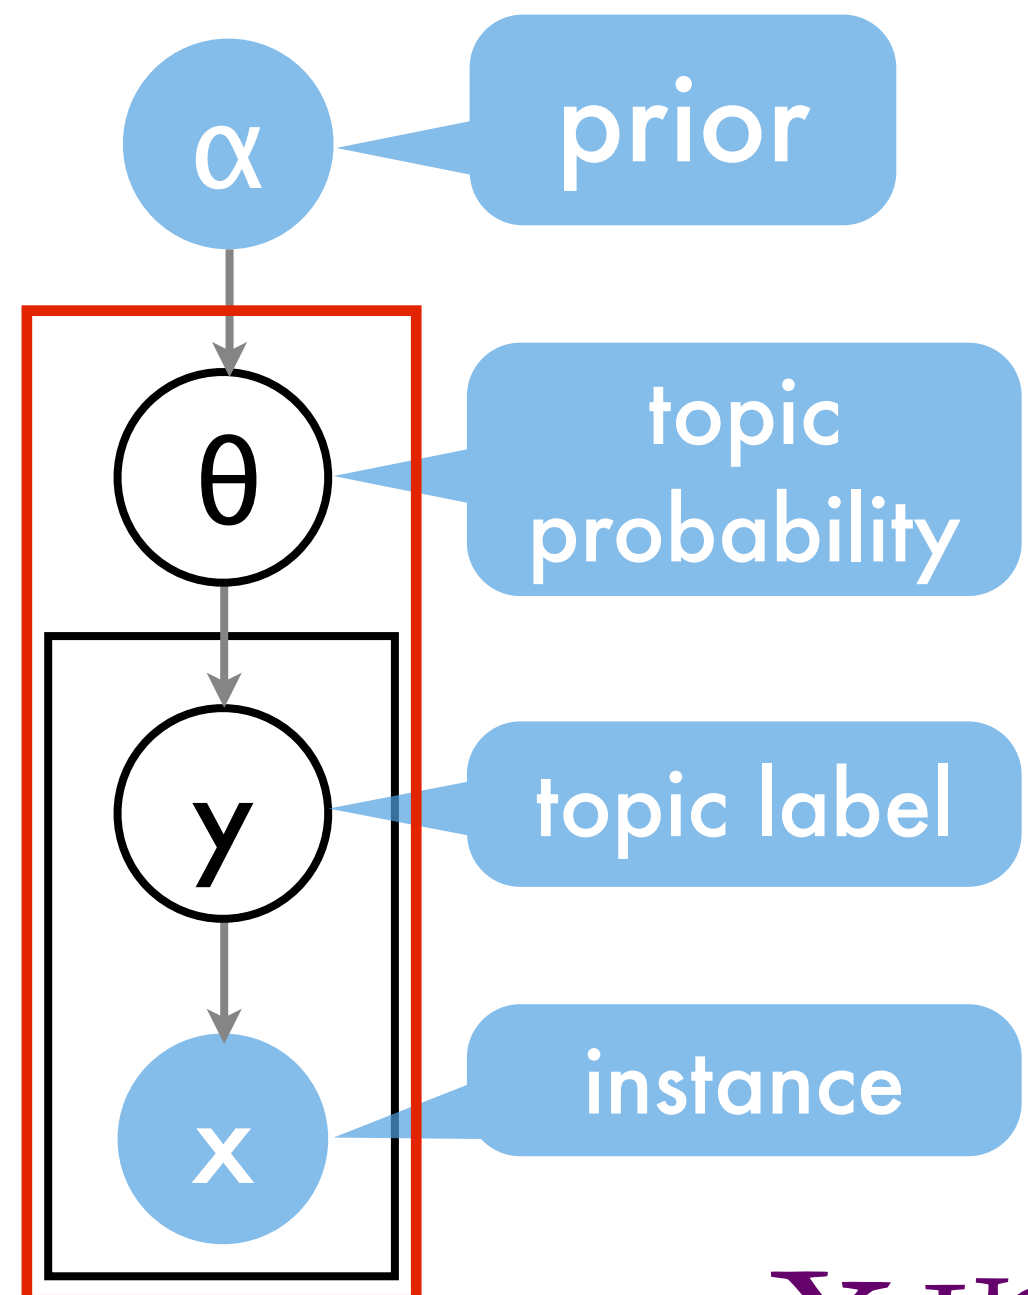 α
prior
θ
topic
probability
y
topic label
x
instance